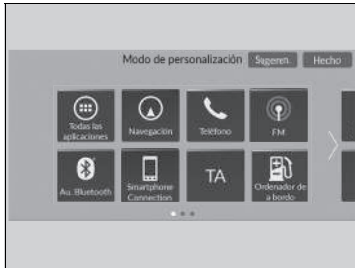 Modo de personalización Sugeren. Hecho
Todas las
aplicaciones
Navegación
Teléfono
FM
Au. Bluetooth
Smartphone
Connection
TA
Ordenador de
a bordo